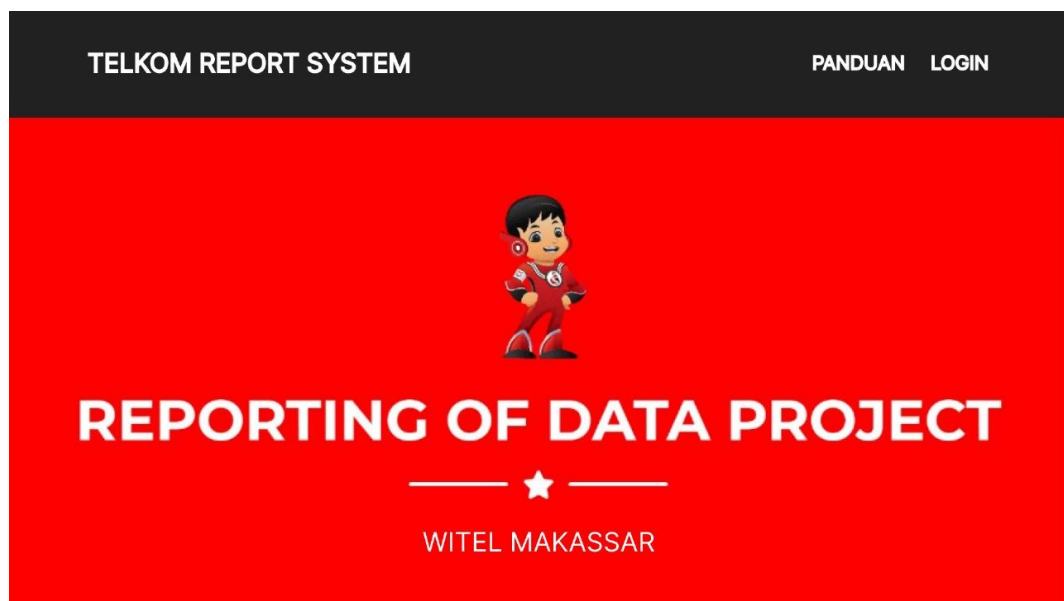 TELKOM REPORT SYSTEM
PANDUAN LOGIN
REPORTING OF DATA PROJECT
WITEL MAKASSAR